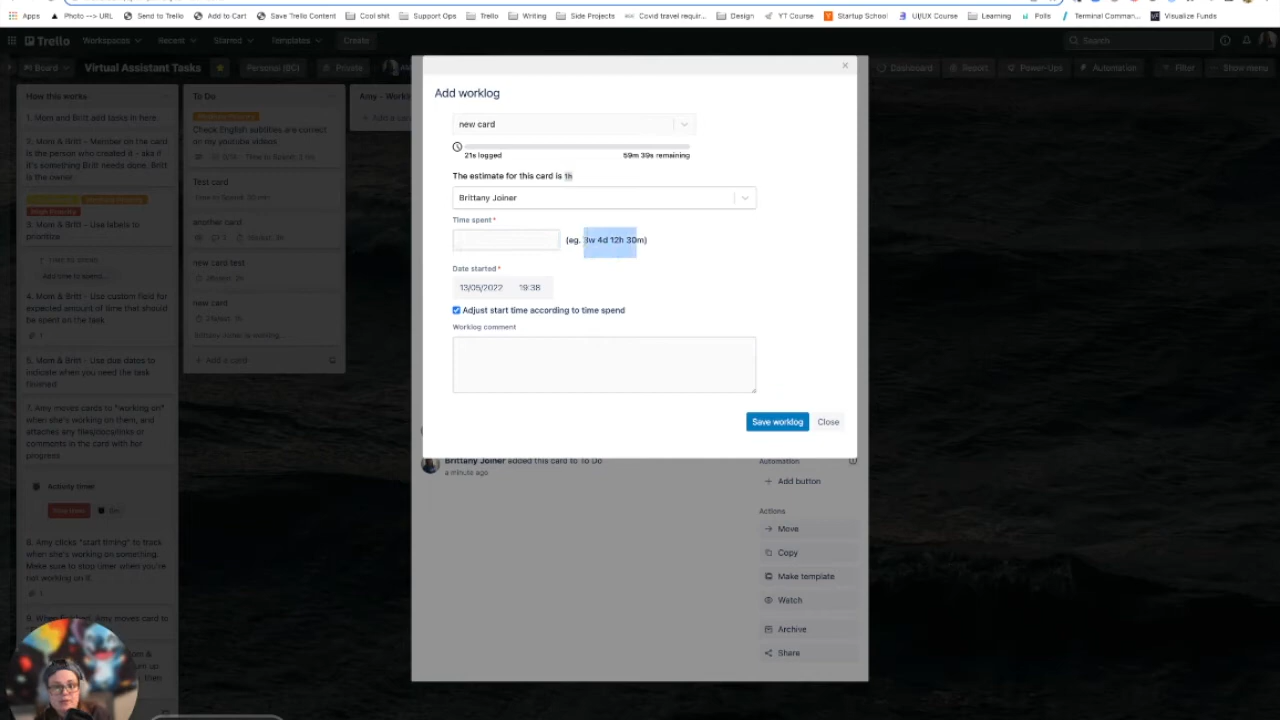 Apps
Photo --> URL
Send to Trello
Add to Cart
Save Trello Content
Cool shit
Support Ops
Trello
Writing
Side Projects
Covid travel requir...
Design
YT Course
Startup School
UI/UX Course
Learning
Polls
Terminal Comman...
Visualize Funds
Trello
Workspaces
Recent
Starred
Templates
Create
Search
Board
Virtual Assistant Tasks
Personal (BC)
Private
Dashboard
Report
Power-Ups
Automation
Filter
Show menu
How this works
1. Mom and Britt add tasks in here.
2. Mom & Britt - Member on the card
is the person who created it - aka if
it's something Britt needs done, Britt
is the owner.
High Priority
3. Mom & Britt - Use labels to
prioritize
Add time to spend...
4. Mom & Britt - Use custom field for
expected amount of time that should
be spent on the task.
5. Mom & Britt - Use due dates to
indicate when you need the task
finished
7. Amy moves cards to "working on"
when she's working on them, and
attaches any files/docs/links or
comments in the card with her
progress
Activity timer
8. Amy clicks "start timing" to track
when she's working on something.
Make sure to stop timer when you're
not working on it
9. When finished, Amy moves card to
To Do
Check English subtitles are correct
on my youtube videos
Test card
another card
new card test
new card
Brittany Joiner is working...
+ Add a card
Add worklog
new card
21s logged
59m 39s remaining
The estimate for this card is 1h
Brittany Joiner
Time spent*
(eg. 3w 4d 12h 30m)
Date started*
13/05/2022
19:38
Adjust start time according to time spend
Worklog comment
Save worklog
Close
Brittany Joiner added this card to To Do
a minute ago
Automation
+ Add button
Actions
Move
Copy
Make template
Watch
Archive
Share